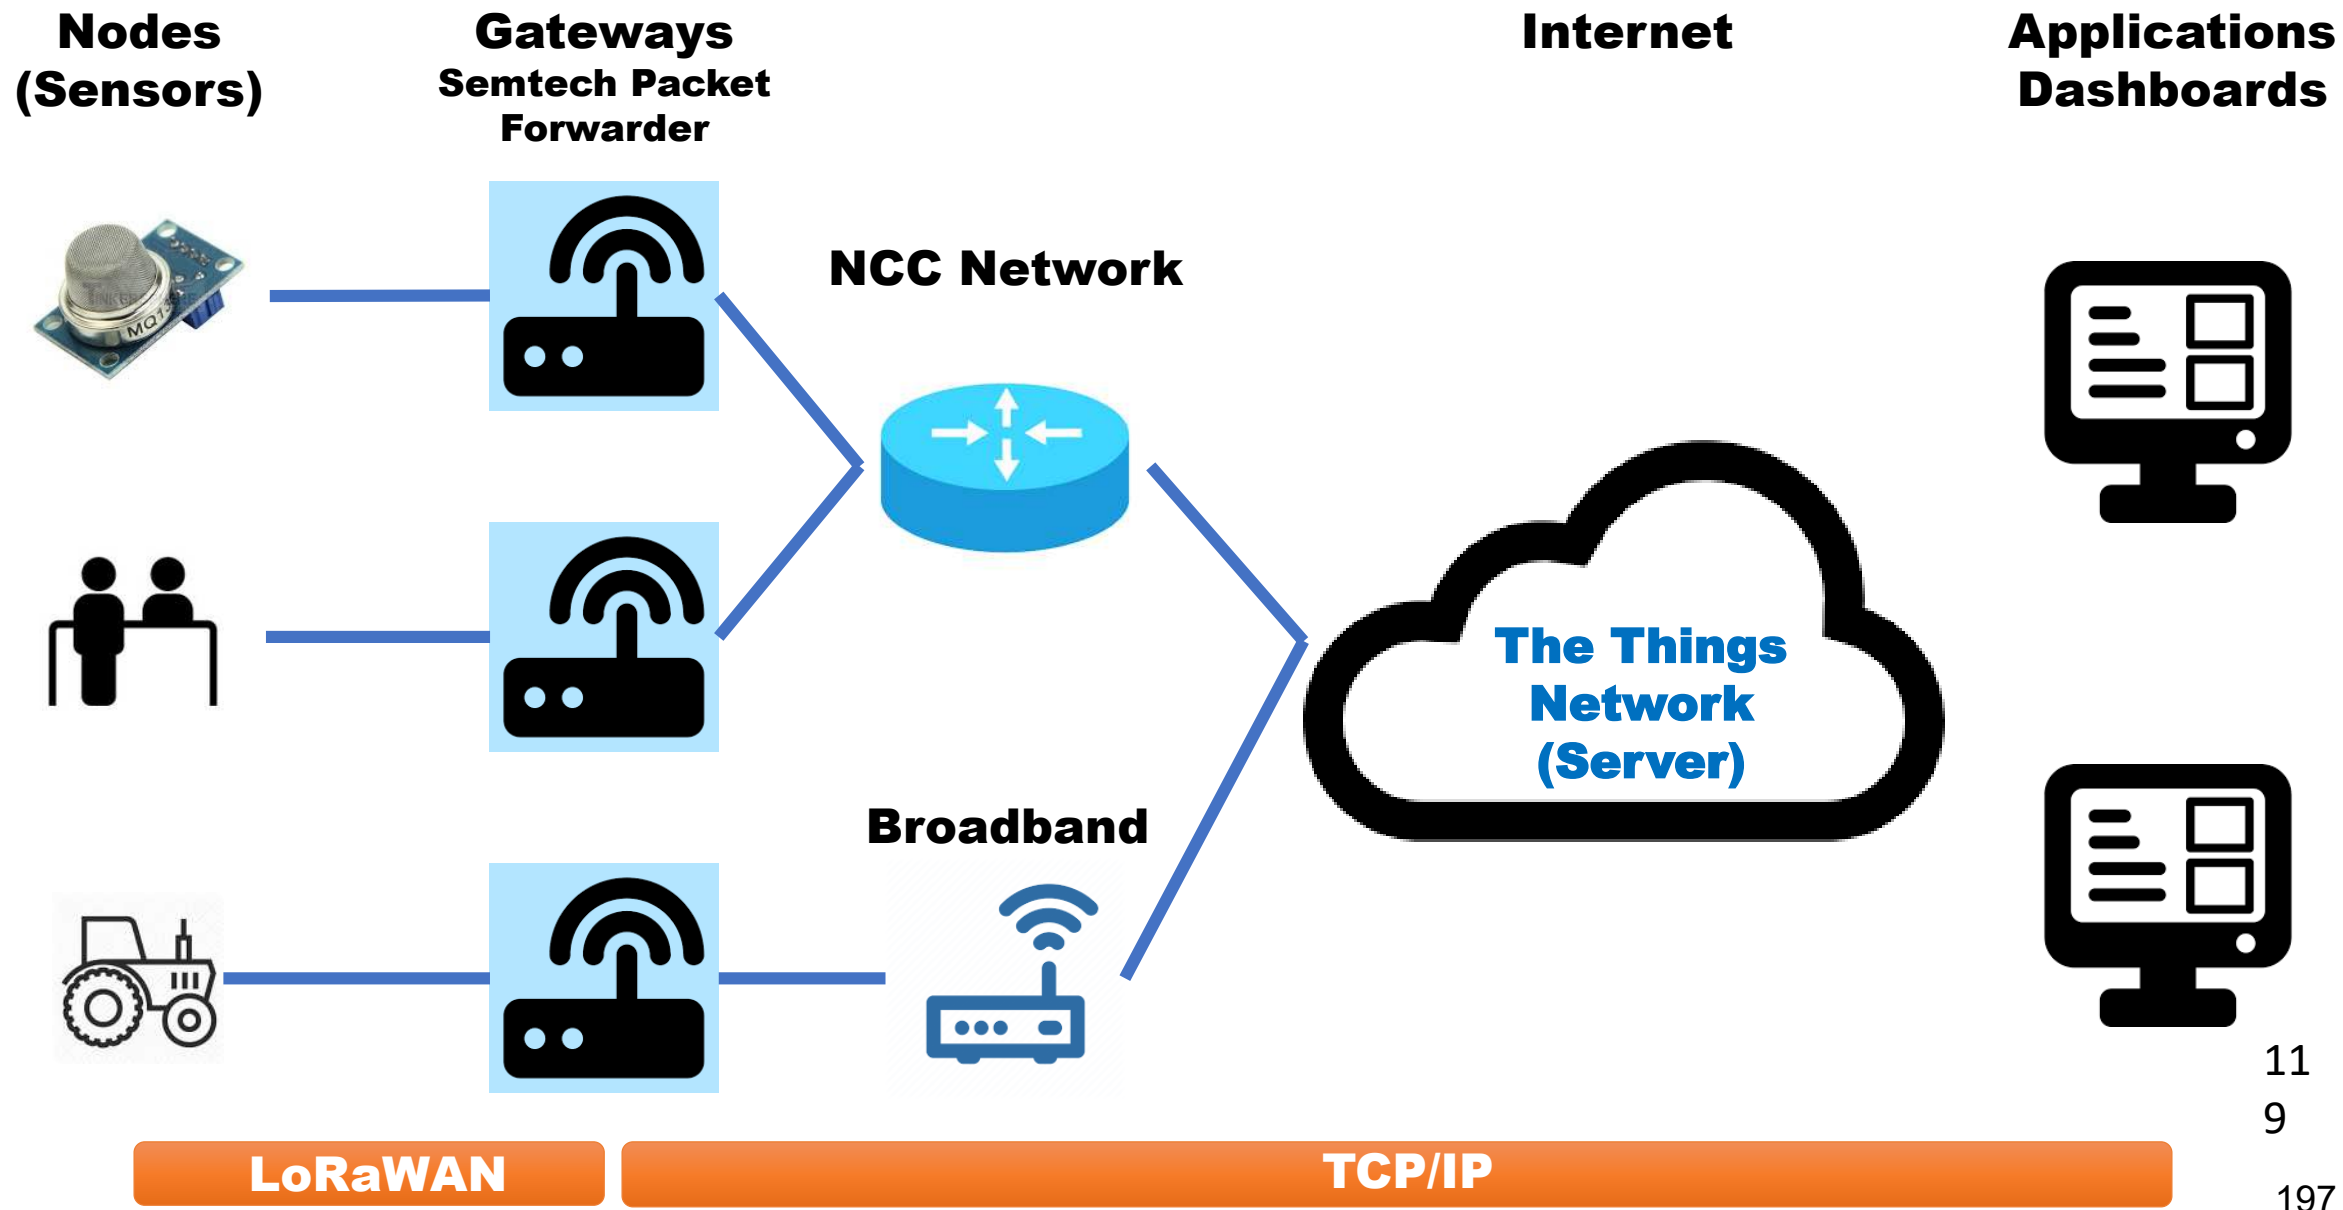 Nodes
(Sensors)
Gateways
Semtech Packet
Forwarder
Internet
Applications
Dashboards
NCC Network
The Things
Network
(Server)
Broadband
11
9
LoRaWAN
TCP/IP
197